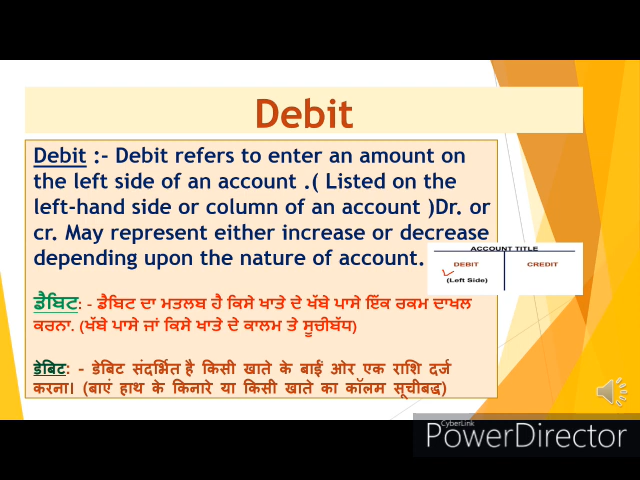 Debit
Debit :- Debit refers to enter an amount on
the left side of an account .( Listed on the
left-hand side or column of an account )Dr. or
cr. May represent either increase or decrease
depending upon the nature of account.
ACCOUNT TITLE
DEBIT CREDIT
(Left Side)
ਡੈਬਿਟ: - ਡੈਬਿਟ ਦਾ ਮਤਲਬ ਹੈ ਕਿਸੇ ਖਾਤੇ ਦੇ ਖੱਬੇ ਪਾਸੇ ਇੱਕ ਰਕਮ ਦਾਖਲ
ਕਰਨਾ. (ਖੱਬੇ ਪਾਸੇ ਜਾਂ ਕਿਸੇ ਖਾਤੇ ਦੇ ਕਾਲਮ ਤੇ ਸੂਚੀਬੱਧ)
डेबिट: - डेबिट संदर्भित है किसी खाते के बाईं ओर एक राशि दर्ज
करना। (बाएं हाथ के किनारे या किसी खाते का कॉलम सूचीबद्ध)
CyberLink
PowerDirector